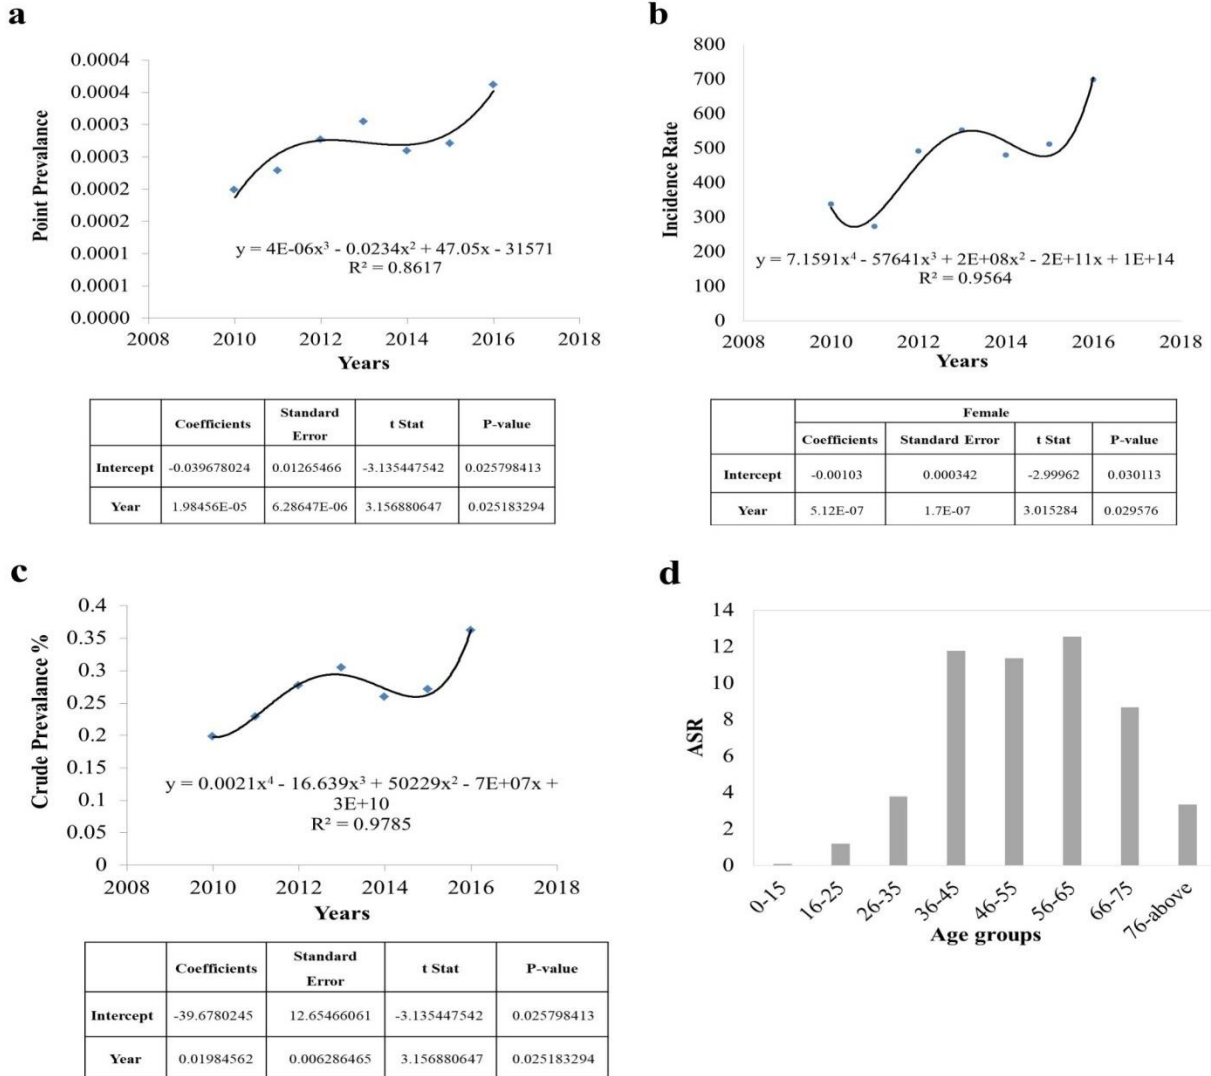 a
0.0004
0.0004
0.0003
0.0003
0.0002
0.0002
0.0001
0.0001
0.0000
Point Prevalance
y = 4E-06x³ - 0.0234x² + 47.05x - 31571
R² = 0.8617
2008 2010 2012 2014 2016 2018
Years
Coefficients Standard Error t Stat P-value
Intercept -0.039678024 0.01265466 -3.135447542 0.025798413
Year 1.98456E-05 6.28647E-06 3.156880647 0.025183294
b
800
700
600
500
400
300
200
100
0
Incidence Rate
y = 7.1591x⁴ - 57641x³ + 2E+08x² - 2E+11x + 1E+14
R² = 0.9564
2008 2010 2012 2014 2016 2018
Years
Female
Coefficients Standard Error t Stat P-value
Intercept -0.00103 0.000342 -2.99962 0.030113
Year 5.12E-07 1.7E-07 3.015284 0.029576
c
0.4
0.35
0.3
0.25
0.2
0.15
0.1
0.05
0
Crude Prevalance %
y = 0.0021x⁴ - 16.639x³ + 50229x² - 7E+07x +
3E+10
R² = 0.9785
2008 2010 2012 2014 2016 2018
Years
Coefficients Standard Error t Stat P-value
Intercept -39.6780245 12.65466061 -3.135447542 0.025798413
Year 0.01984562 0.006286465 3.156880647 0.025183294
d
14
12
10
8
6
4
2
0
ASR
0-15 16-25 26-35 36-45 46-55 56-65 66-75 76-above
Age groups